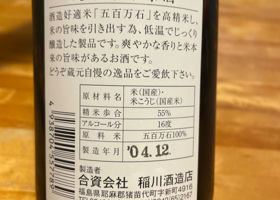 酒造好適米「五百万石」を高精米し、
米の旨味を引き出す為、低温でじっくり
醸造した製品です。爽やかな香りと米本
来の旨味があるお酒です。
どうぞ蔵元自慢の逸品をご愛飲下さい。
原材料名 米(国産)・
米こうじ(国産米)
精米歩合 55%
アルコール分 16度
原料米 五百万石100%
製造年月 '04.12.
製造者
合資会社 稲川酒造店
福島県耶麻郡猪苗代町字新町4916
4938704557789